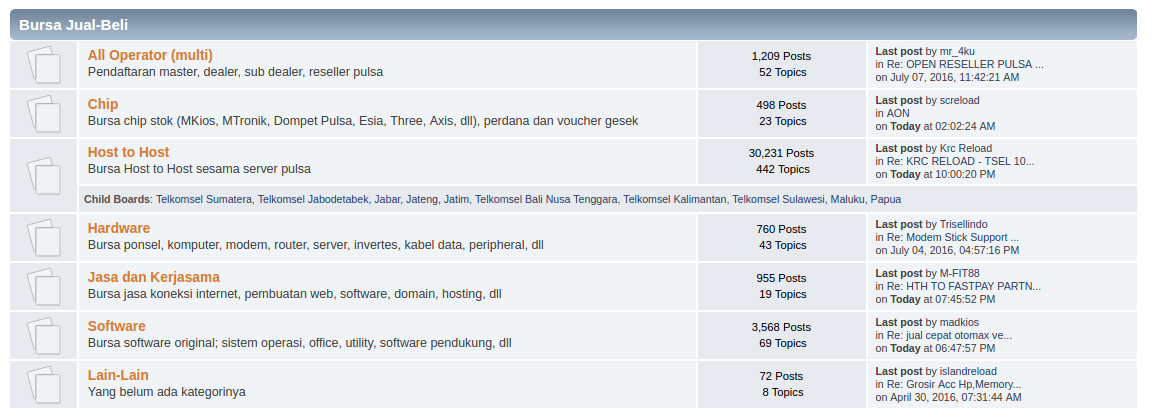 Bursa Jual-Beli
All Operator (multi)
Pendaftaran master, dealer, sub dealer, reseller pulsa
1,209 Posts
52 Topics
Last post by mr_4ku
in Re: OPEN RESELLER PULSA ...
on July 07, 2016, 11:42:21 AM
Chip
Bursa chip stok (MKios, MTronik, Dompet Pulsa, Esia, Three, Axis, dll), perdana dan voucher gesek
498 Posts
23 Topics
Last post by screload
in AON
on Today at 02:02:24 AM
Host to Host
Bursa Host to Host sesama server pulsa
30,231 Posts
442 Topics
Last post by Krc Reload
in Re: KRC RELOAD - TSEL 10...
on Today at 10:00:20 PM
Child Boards: Telkomsel Sumatera, Telkomsel Jabodetabek, Jabar, Jateng, Jatim, Telkomsel Bali Nusa Tenggara, Telkomsel Kalimantan, Telkomsel Sulawesi, Maluku, Papua
Hardware
Bursa ponsel, komputer, modem, router, server, invertes, kabel data, peripheral, dll
760 Posts
43 Topics
Last post by Trisellindo
in Re: Modem Stick Support ...
on July 04, 2016, 04:57:16 PM
Jasa dan Kerjasama
Bursa jasa koneksi internet, pembuatan web, software, domain, hosting, dll
955 Posts
19 Topics
Last post by M-FIT88
in Re: HTH TO FASTPAY PARTN...
on Today at 07:45:52 PM
Software
Bursa software original; sistem operasi, office, utility, software pendukung, dll
3,568 Posts
69 Topics
Last post by madkios
in Re: jual cepat otomax ve...
on Today at 06:47:57 PM
Lain-Lain
Yang belum ada kategorinya
72 Posts
8 Topics
Last post by islandreload
in Re: Grosir Acc Hp,Memory...
on April 30, 2016, 07:31:44 AM